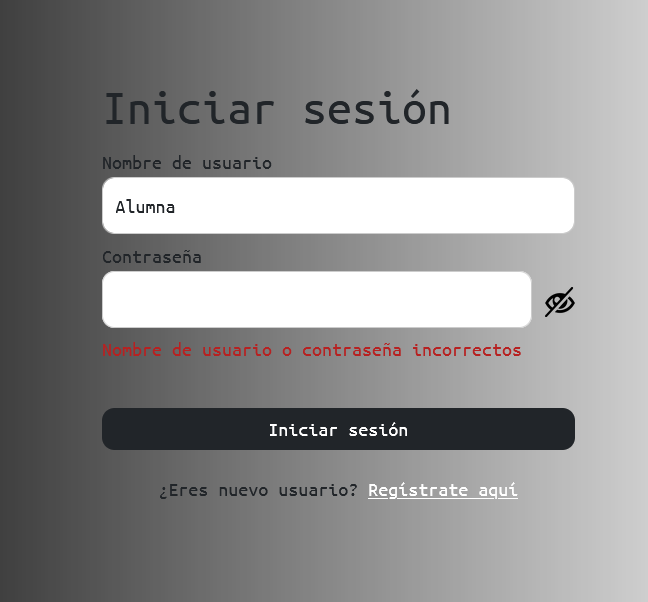 Iniciar sesión
Nombre de usuario
Alumna
Contraseña
Nombre de usuario o contraseña incorrectos
Iniciar sesión
¿Eres nuevo usuario? Regístrate aquí